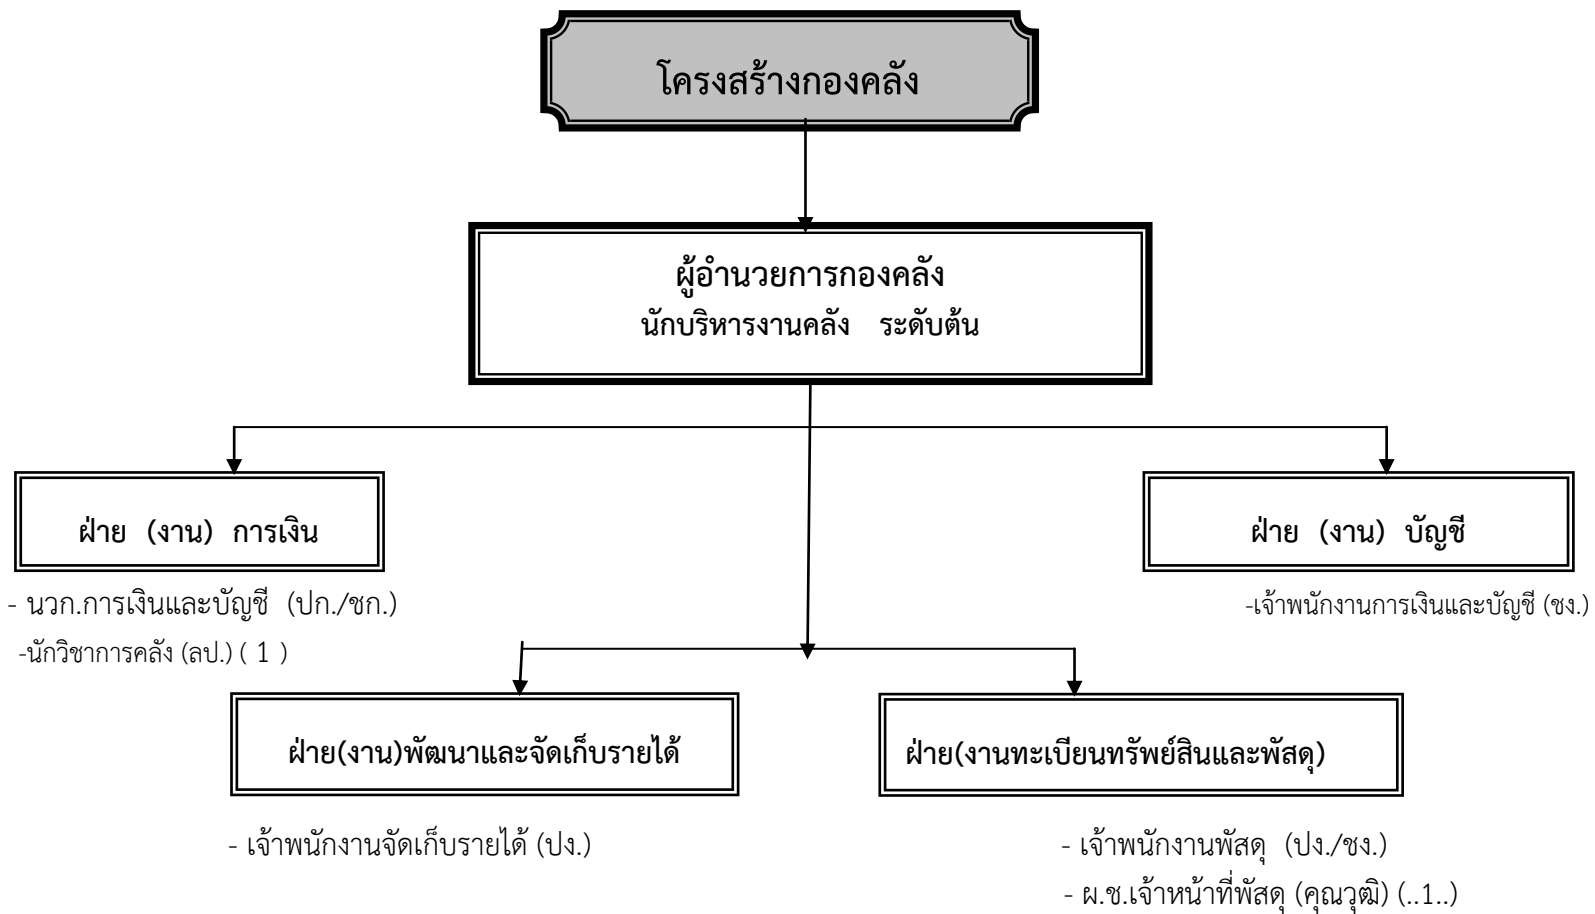 โครงสร้างกองคลัง
ผู้อำนวยการกองคลัง
นักบริหารงานคลัง ระดับต้น
ฝ่าย (งาน) การเงิน
- นวก.การเงินและบัญชี (ปก./ชก.)
-นักวิชาการคลัง (ลป.) ( 1 )
ฝ่าย (งาน) บัญชี
-เจ้าพนักงานการเงินและบัญชี (ชง.)
ฝ่าย(งาน)พัฒนาและจัดเก็บรายได้
- เจ้าพนักงานจัดเก็บรายได้ (ปง.)
ฝ่าย(งานทะเบียนทรัพย์สินและพัสดุ)
- เจ้าพนักงานพัสดุ (ปง./ชง.)
- ผ.ช.เจ้าหน้าที่พัสดุ (คุณวุฒิ) (..1..)